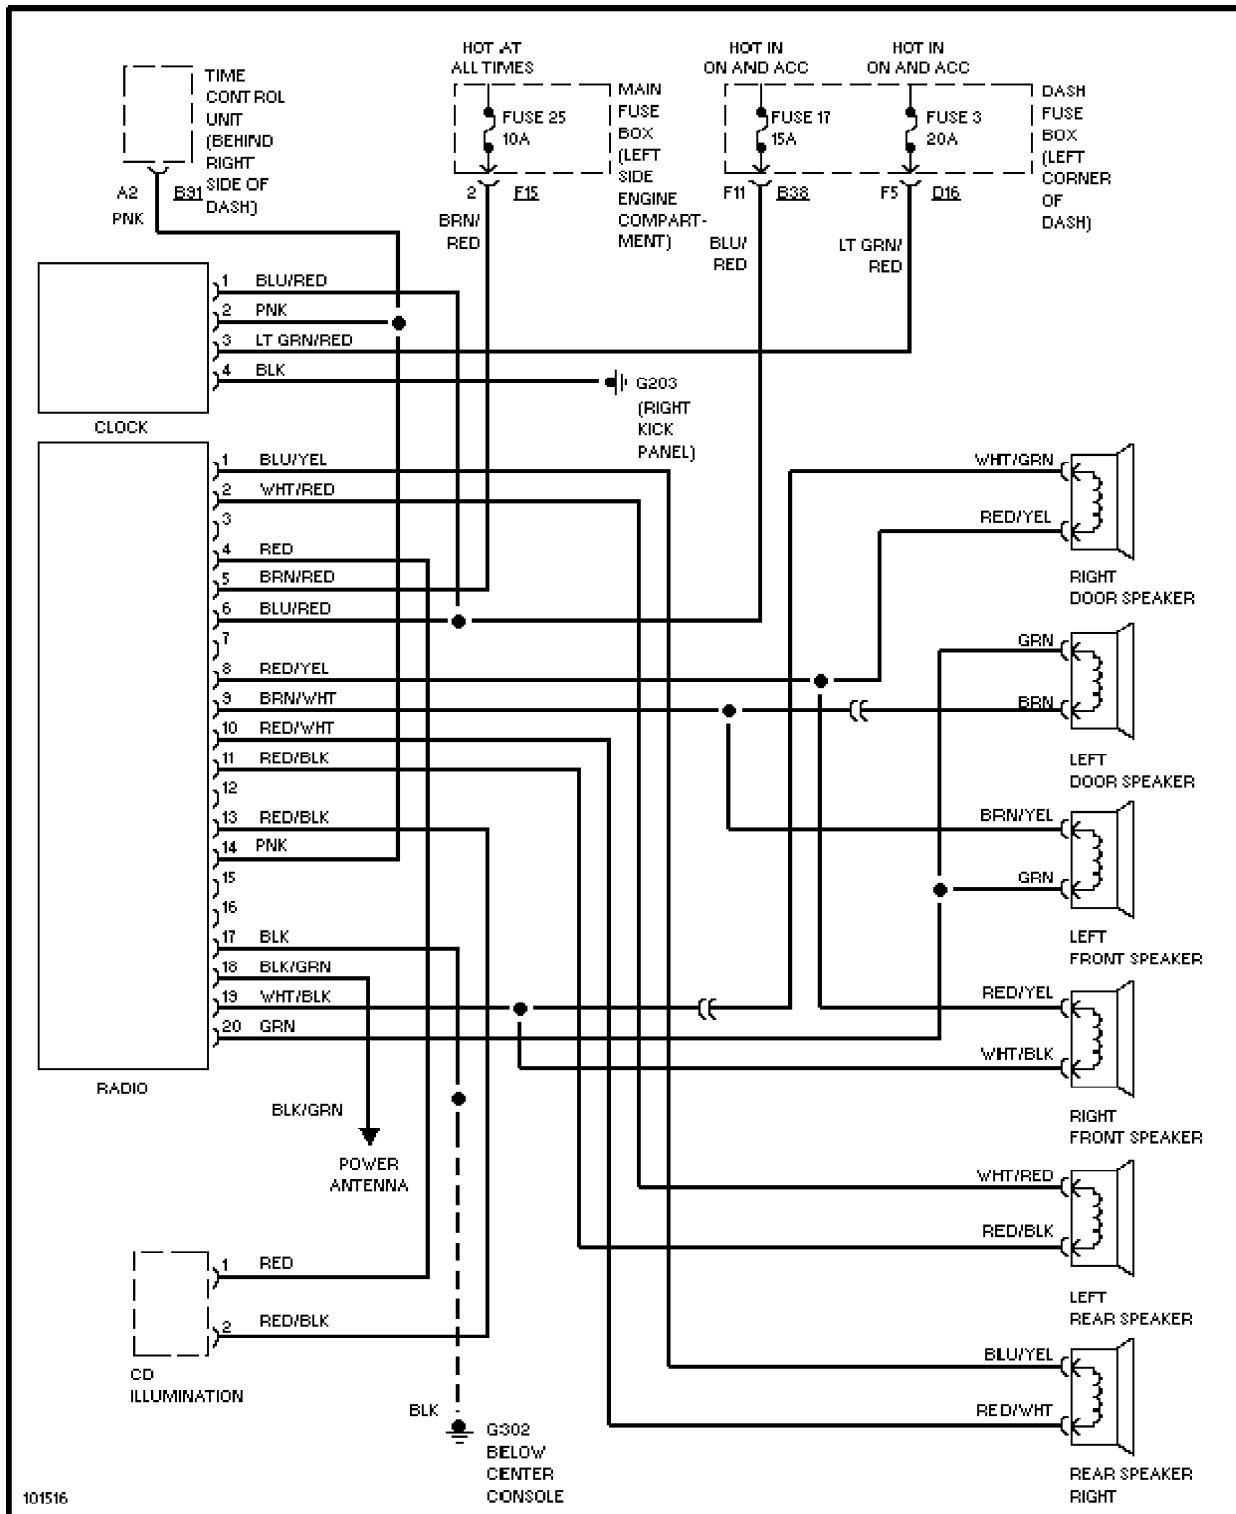 HOT AT
ALL TIMES
HOT IN
ON AND ACC
HOT IN
ON AND ACC
TIME
CONTROL
UNIT
(BEHIND
RIGHT
SIDE OF
DASH)
A2
B91
PNK
FUSE 25
10A
MAIN
FUSE
BOX
(LEFT
SIDE
ENGINE
COMPART-
MENT)
2
F15
BRN/
RED
FUSE 17
15A
FUSE 3
20A
DASH
FUSE
BOX
(LEFT
CORNER
OF
DASH)
F11
B38
BLU/
RED
F5
D16
LT GRN/
RED
1 BLU/RED
2 PNK
3 LT GRN/RED
4 BLK
CLOCK
G203
(RIGHT
KICK
PANEL)
1 BLU/YEL
2 WHT/RED
3
4 RED
5 BRN/RED
6 BLU/RED
7
8 RED/YEL
9 BRN/WHT
10 RED/WHT
11 RED/BLK
12
13 RED/BLK
14 PNK
15
16
17 BLK
18 BLK/GRN
19 WHT/BLK
20 GRN
RADIO
BLK/GRN
POWER
ANTENNA
1 RED
2 RED/BLK
CD
ILLUMINATION
BLK
G302
BELOW
CENTER
CONSOLE
WHT/GRN
RED/YEL
RIGHT
DOOR SPEAKER
GRN
BRN
LEFT
DOOR SPEAKER
BRN/YEL
GRN
LEFT
FRONT SPEAKER
RED/YEL
WHT/BLK
RIGHT
FRONT SPEAKER
WHT/RED
RED/BLK
LEFT
REAR SPEAKER
BLU/YEL
RED/WHT
REAR SPEAKER
RIGHT
101516